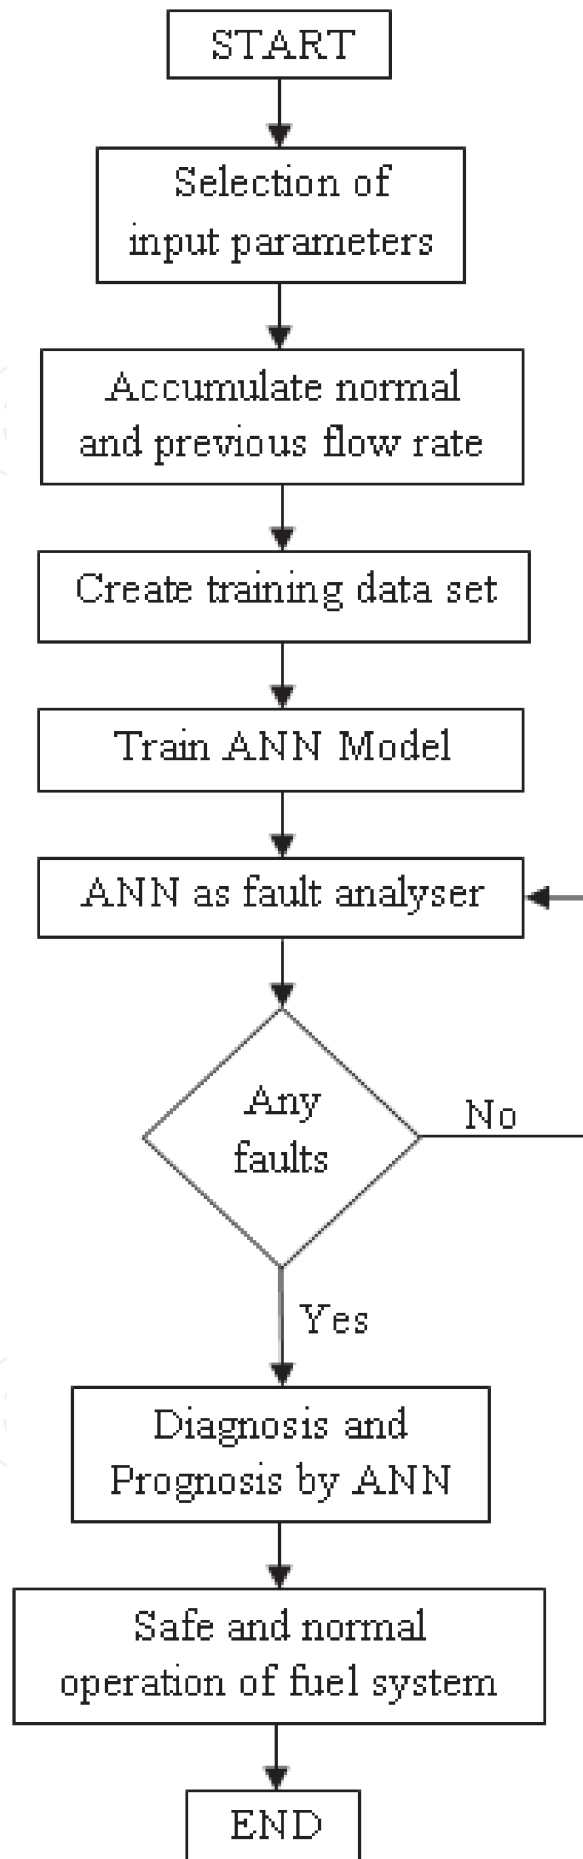 START
Selection of
input parameters
Accumulate normal
and previous flow rate
Create training data set
Train ANN Model
ANN as fault analyser
Any
faults
No
Yes
Diagnosis and
Prognosis by ANN
Safe and normal
operation of fuel system
END